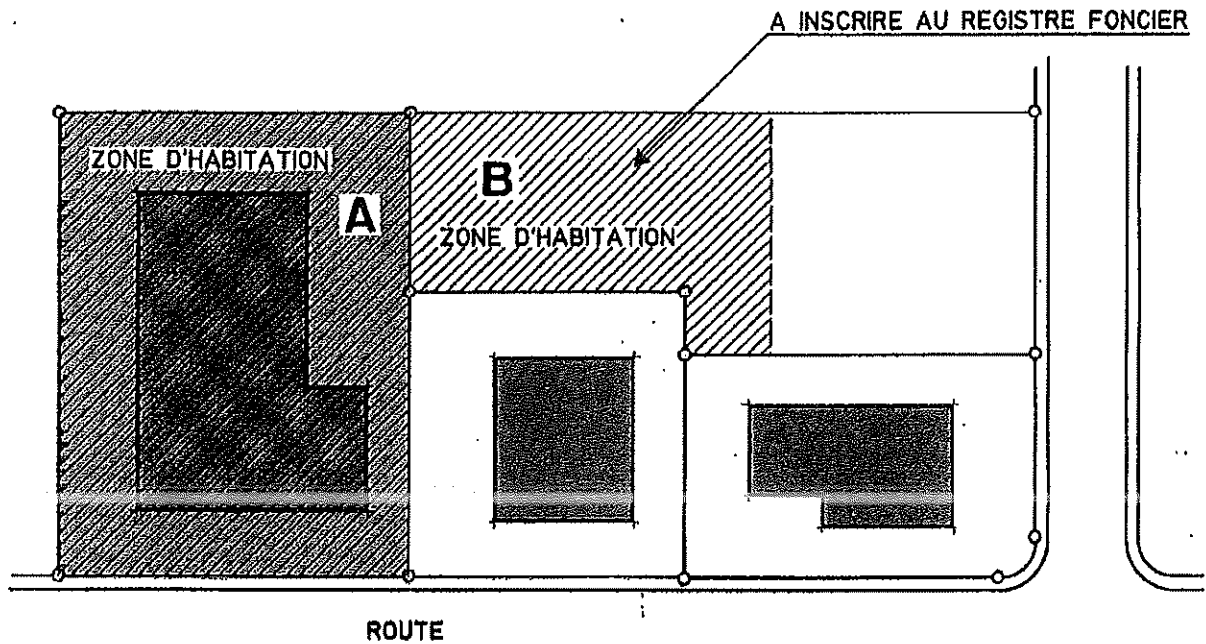 A INSCRIRE AU REGISTRE FONCIER
ZONE D'HABITATION
A
B
ZONE D'HABITATION
ROUTE